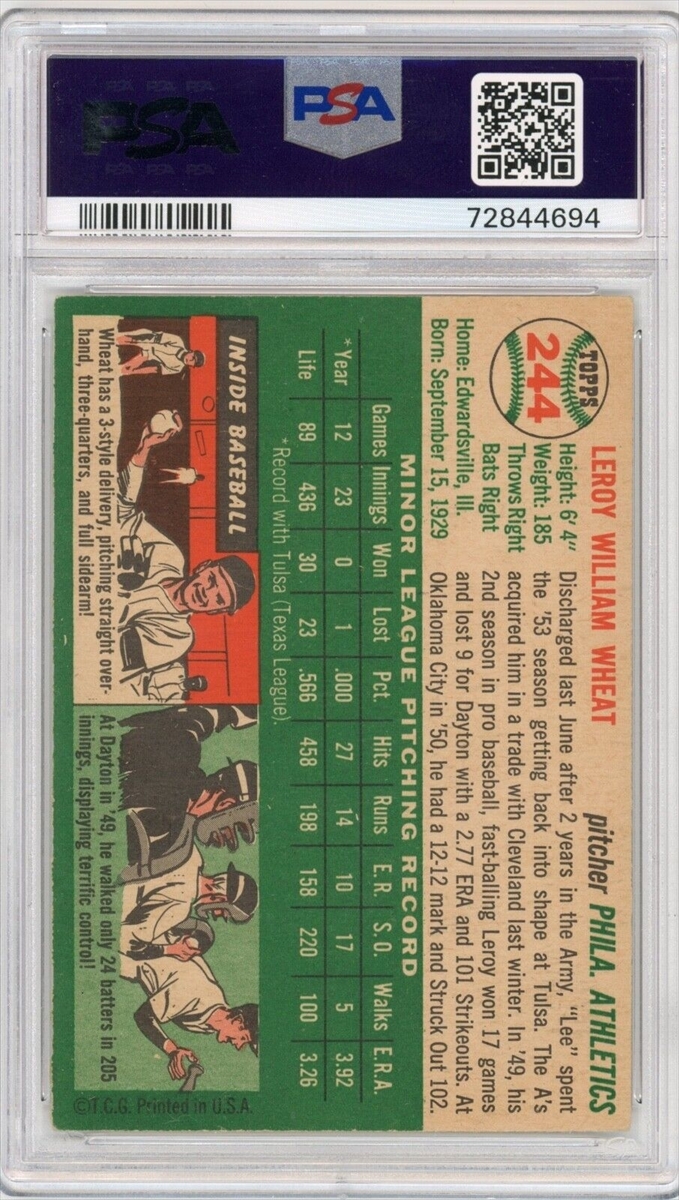 PSA PSA PSA
PSA
PSA PSA PSA
PSA
72844694
TOPPS
244
LEROY WILLIAM WHEAT
pitcher PHILA. ATHLETICS
Height: 6' 4"
Weight: 185
Throws Right
Bats Right
Home: Edwardsville, Ill.
Born: September 15, 1929
Discharged last June after 2 years in the Army, "Lee" spent
the '53 season getting back into shape at Tulsa. The A's
acquired him in a trade with Cleveland last winter. In '49, his
2nd season in pro baseball, fast-balling Leroy won 17 games
and lost 9 for Dayton with a 2.77 ERA and 101 Strikeouts. At
Oklahoma City in '50, he had a 12-12 mark and Struck Out 102.
MINOR LEAGUE PITCHING RECORD
Games Innings Won Lost Pct. Hits Runs E.R. S.O. Walks E.R.A.
*Year 12 23 0 1 .000 27 14 10 17 5 3.92
Life 89 436 30 23 .566 458 198 158 220 100 3.26
*Record with Tulsa (Texas League).
INSIDE BASEBALL
Wheat has a 3-style delivery, pitching straight over-
hand, three-quarters, and full sidearm!
At Dayton in '49, he walked only 24 batters in 205
innings, displaying terrific control!
©T.C.G. Printed in U.S.A.